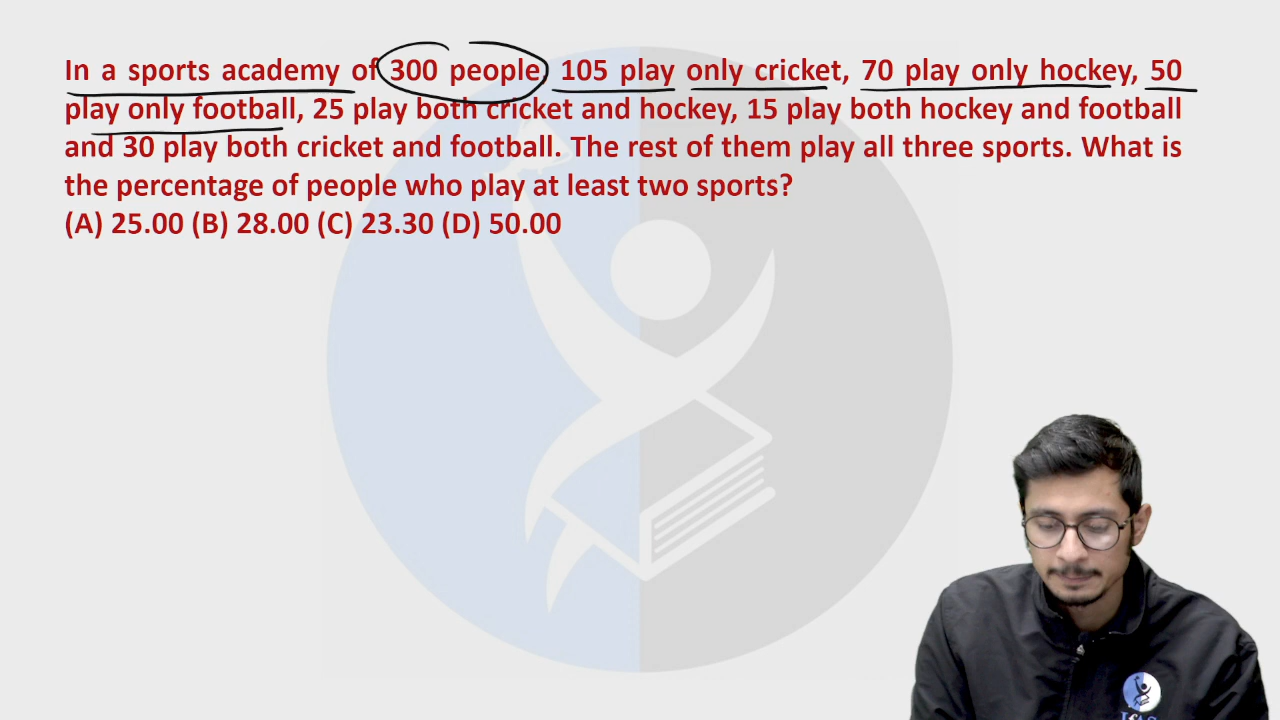 In a sports academy of 300 people, 105 play only cricket, 70 play only hockey, 50
play only football, 25 play both cricket and hockey, 15 play both hockey and football
and 30 play both cricket and football. The rest of them play all three sports. What is
the percentage of people who play at least two sports?
(A) 25.00 (B) 28.00 (C) 23.30 (D) 50.00